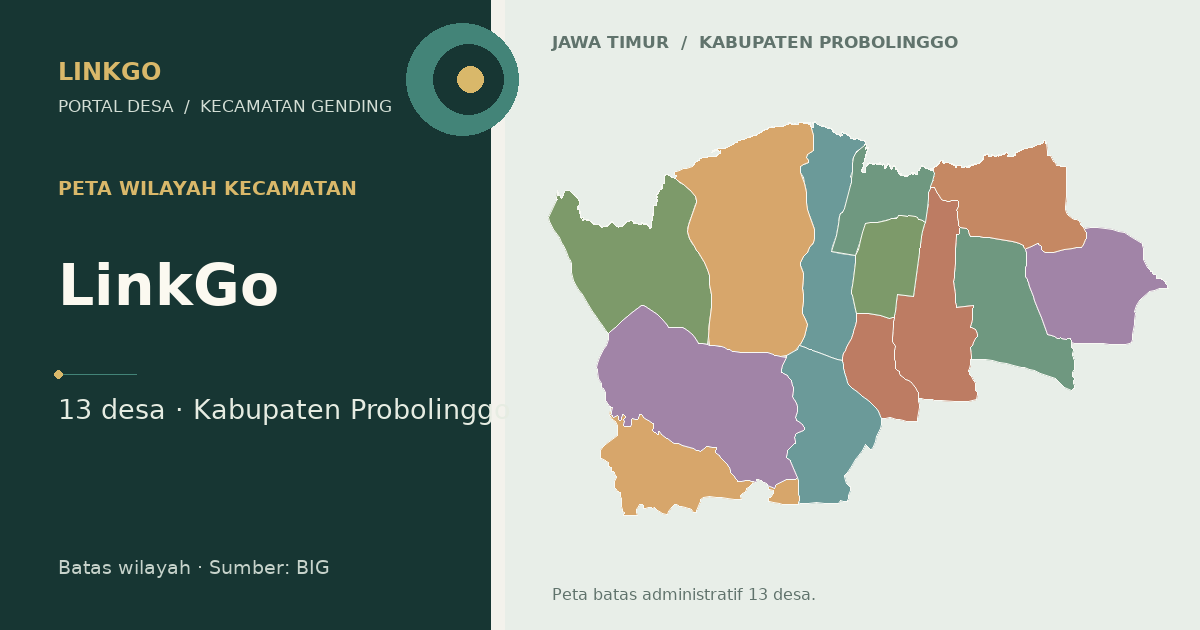 LINKGO
PORTAL DESA / KECAMATAN GENDING
PETA WILAYAH KECAMATAN
LinkGo
13 desa · Kabupaten Probolinggo
Batas wilayah · Sumber: BIG
JAWA TIMUR / KABUPATEN PROBOLINGGO
Peta batas administratif 13 desa.